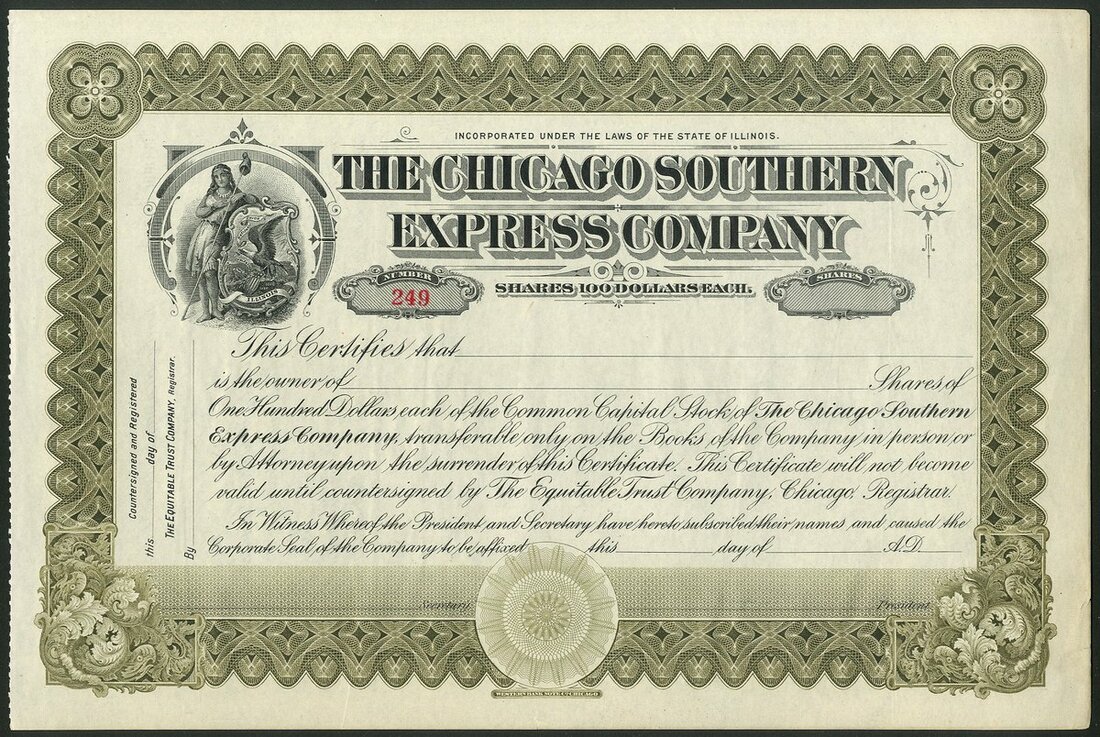 INCORPORATED UNDER THE LAWS OF THE STATE OF ILLINOIS.
THE CHICAGO SOUTHERN
EXPRESS COMPANY
NUMBER
249
SHARES 100 DOLLARS EACH.
SHARES
ILLINOIS
This Certifies that
is the owner of Shares of
One Hundred Dollars each of the Common Capital Stock of The Chicago Southern
Express Company, transferable only on the Books of the Company in person or
by Attorney upon the surrender of this Certificate. This Certificate will not become
valid until countersigned by The Equitable Trust Company, Chicago, Registrar.
In Witness Whereof, the President and Secretary have hereto subscribed their names, and caused the
Corporate Seal of the Company to be affixed this day of A.D.
Secretary
President
Countersigned and Registered
this day of
THE EQUITABLE TRUST COMPANY, Registrar.
By
WESTERN BANK NOTE CO. CHICAGO